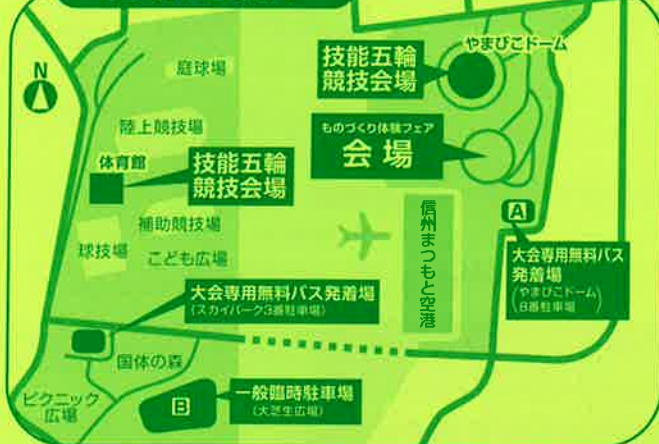 N
庭球場
陸上競技場
体育館
技能五輪
競技会場
補助競技場
球技場
こども広場
大会専用無料バス発着場
(スカイパーク3番駐車場)
国体の森
ピクニック
広場
B
一般臨時駐車場
(大芝生広場)
やまびこドーム
技能五輪
競技会場
ものづくり体験フェア
会場
信州まつもと空港
A
大会専用無料バス
発着場
(やまびこドーム
8番駐車場)